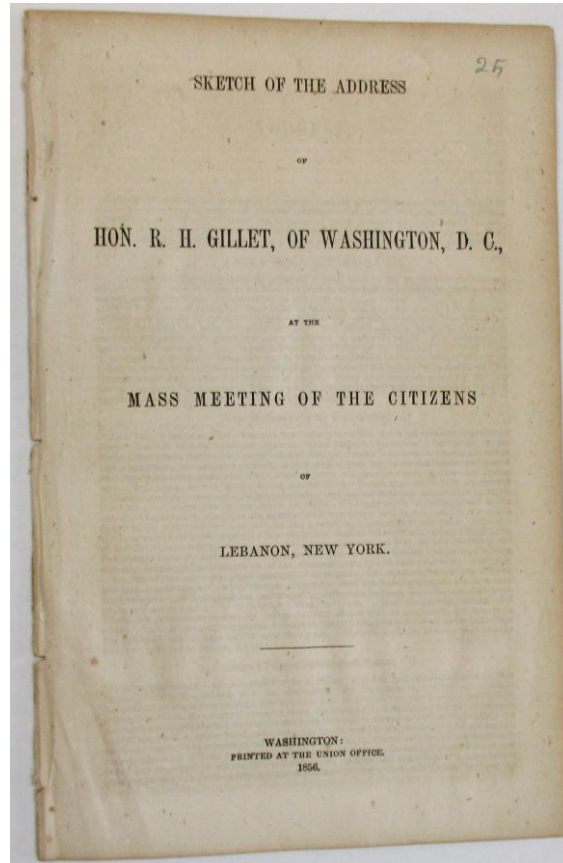 25
SKETCH OF THE ADDRESS
OF
HON. R. H. GILLET, OF WASHINGTON, D. C.,
AT THE
MASS MEETING OF THE CITIZENS
OF
LEBANON, NEW YORK.
WASHINGTON:
PRINTED AT THE UNION OFFICE.
1856.